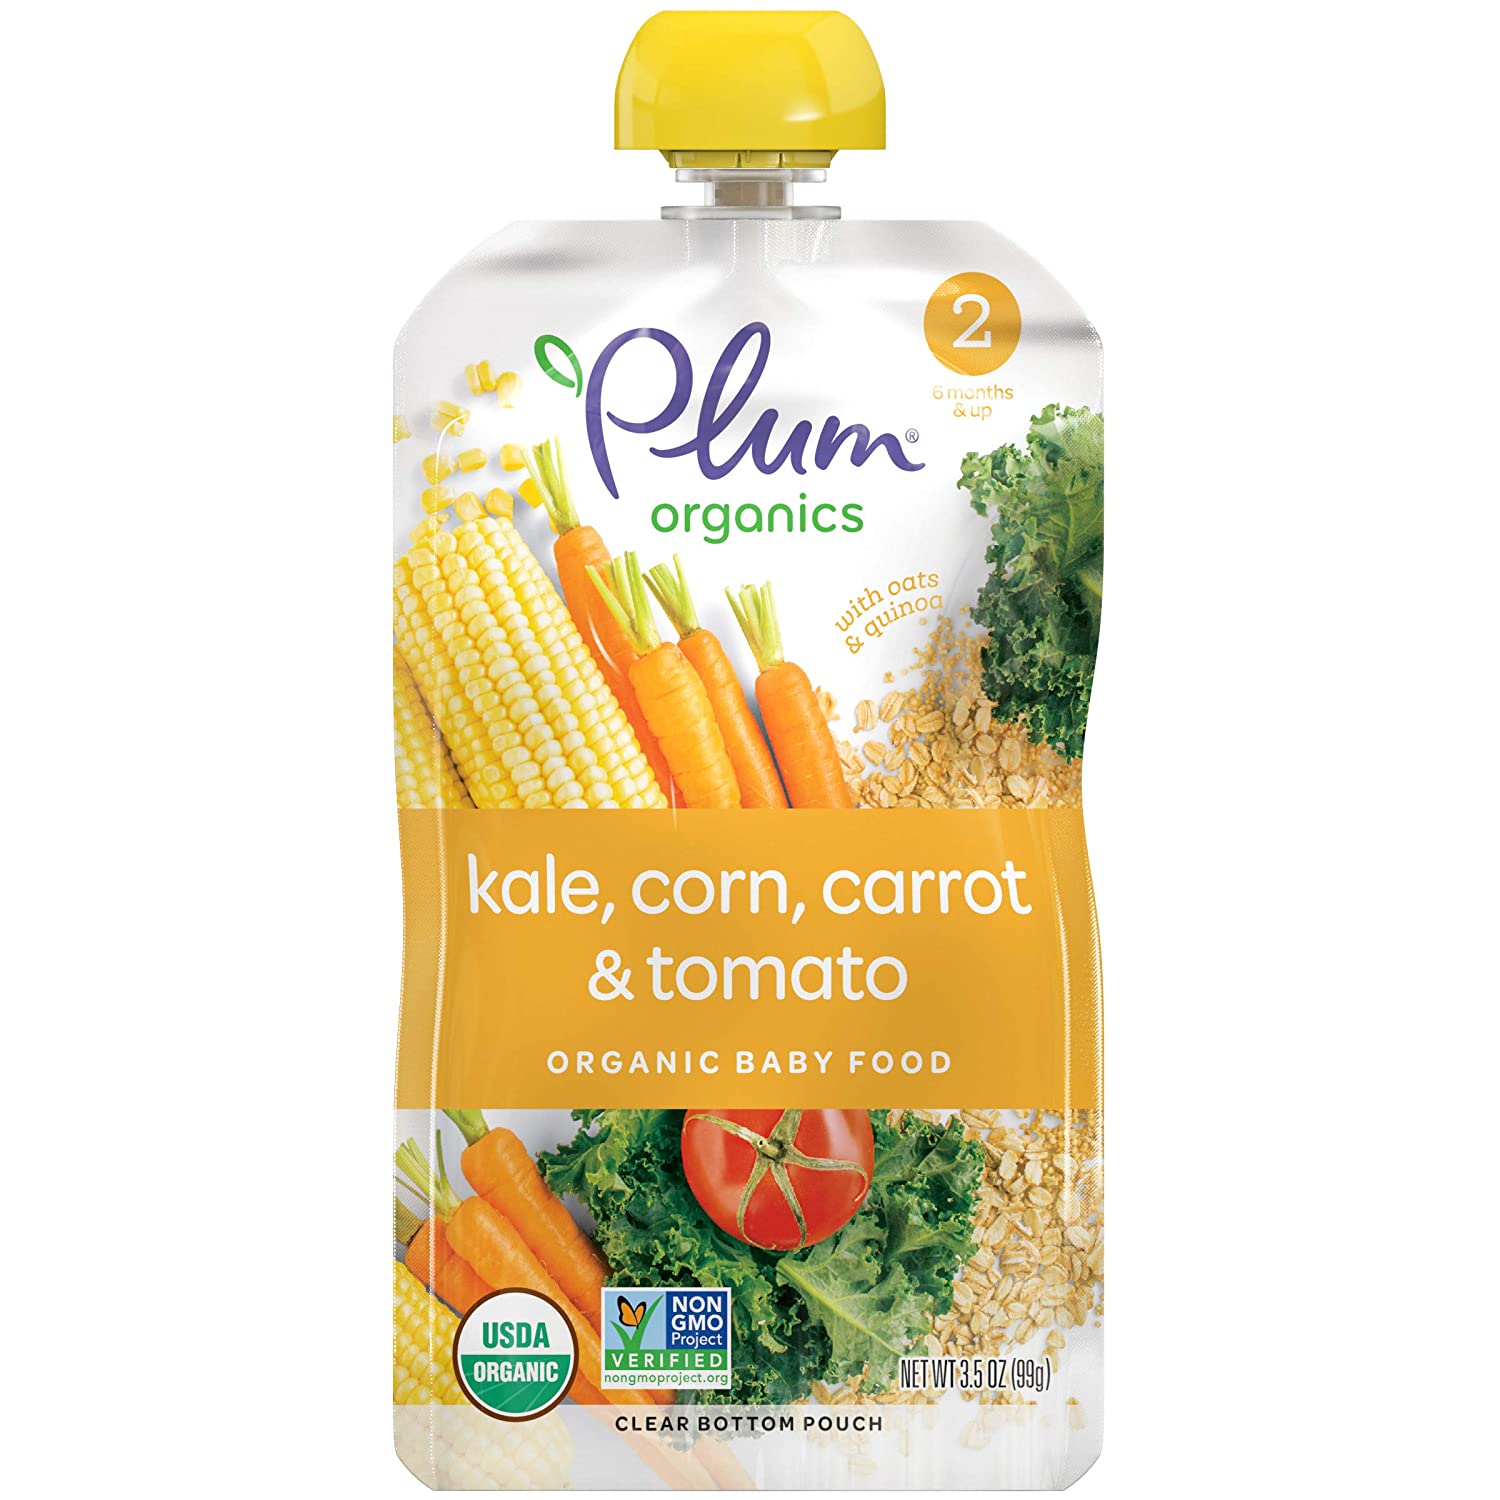 2
6 months
& up
Plum®
organics
with oats
& quinoa
kale, corn, carrot
& tomato
ORGANIC BABY FOOD
USDA
ORGANIC
NON
GMO
Project
VERIFIED
nongmoproject.org
NET WT 3.5 OZ (99g)
CLEAR BOTTOM POUCH